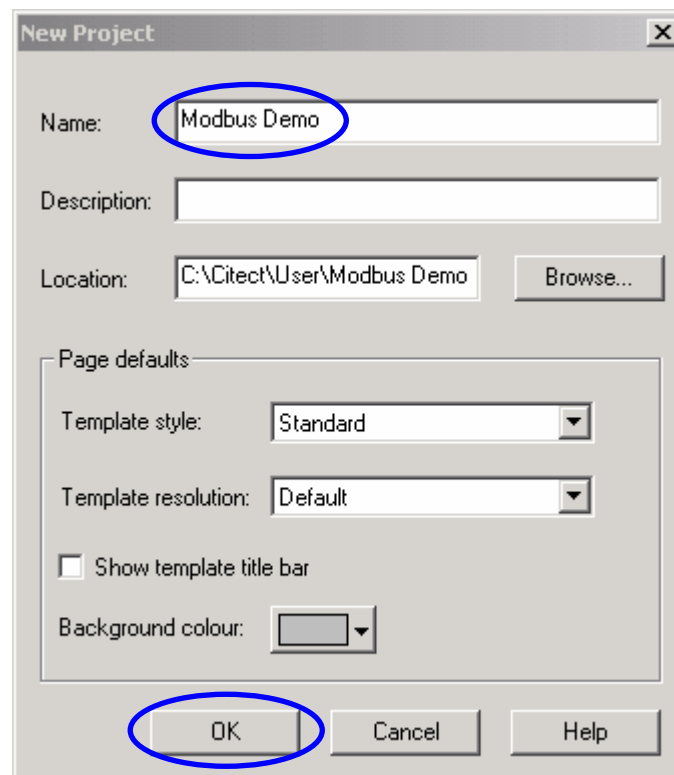 New Project
Name: Modbus Demo
Description:
Location: C:\Citect\User\Modbus Demo Browse...
Page defaults
Template style: Standard
Template resolution: Default
Show template title bar
Background colour:
OK Cancel Help